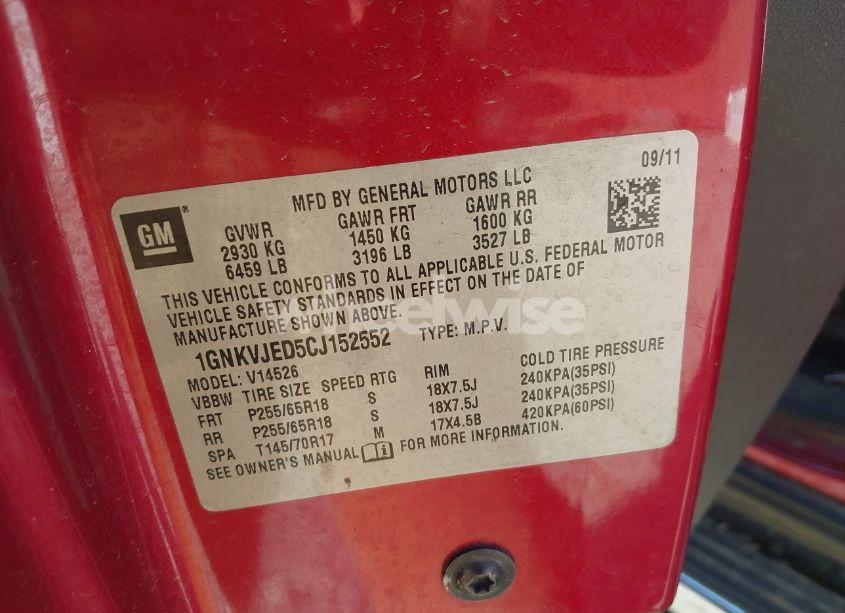 09/11
MFD BY GENERAL MOTORS LLC
GM®
GVWR GAWR FRT GAWR RR
2930 KG 1450 KG 1600 KG
6459 LB 3196 LB 3527 LB
THIS VEHICLE CONFORMS TO ALL APPLICABLE U.S. FEDERAL MOTOR
VEHICLE SAFETY STANDARDS IN EFFECT ON THE DATE OF
MANUFACTURE SHOWN ABOVE.
1GNKVJED5CJ152552 TYPE: M.P.V.
MODEL: V14526
VBBW TIRE SIZE SPEED RTG RIM COLD TIRE PRESSURE
FRT P255/65R18 S 18X7.5J 240KPA(35PSI)
RR P255/65R18 S 18X7.5J 240KPA(35PSI)
SPA T145/70R17 M 17X4.5B 420KPA(60PSI)
SEE OWNER'S MANUAL FOR MORE INFORMATION.